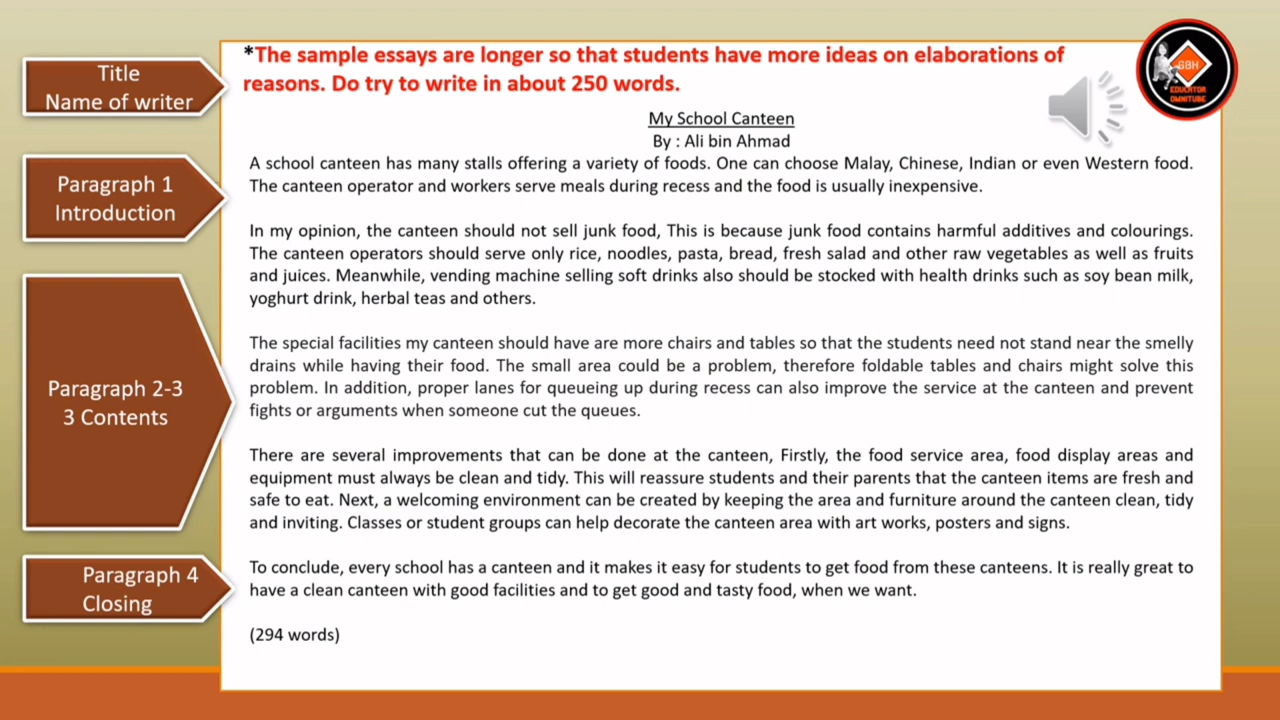 *The sample essays are longer so that students have more ideas on elaborations of
reasons. Do try to write in about 250 words.
GBH
EDUCATOR
OMNITUBE
Title
Name of writer
My School Canteen
By : Ali bin Ahmad
Paragraph 1
Introduction
A school canteen has many stalls offering a variety of foods. One can choose Malay, Chinese, Indian or even Western food.
The canteen operator and workers serve meals during recess and the food is usually inexpensive.
Paragraph 2-3
3 Contents
In my opinion, the canteen should not sell junk food, This is because junk food contains harmful additives and colourings.
The canteen operators should serve only rice, noodles, pasta, bread, fresh salad and other raw vegetables as well as fruits
and juices. Meanwhile, vending machine selling soft drinks also should be stocked with health drinks such as soy bean milk,
yoghurt drink, herbal teas and others.
The special facilities my canteen should have are more chairs and tables so that the students need not stand near the smelly
drains while having their food. The small area could be a problem, therefore foldable tables and chairs might solve this
problem. In addition, proper lanes for queueing up during recess can also improve the service at the canteen and prevent
fights or arguments when someone cut the queues.
There are several improvements that can be done at the canteen, Firstly, the food service area, food display areas and
equipment must always be clean and tidy. This will reassure students and their parents that the canteen items are fresh and
safe to eat. Next, a welcoming environment can be created by keeping the area and furniture around the canteen clean, tidy
and inviting. Classes or student groups can help decorate the canteen area with art works, posters and signs.
Paragraph 4
Closing
To conclude, every school has a canteen and it makes it easy for students to get food from these canteens. It is really great to
have a clean canteen with good facilities and to get good and tasty food, when we want.
(294 words)